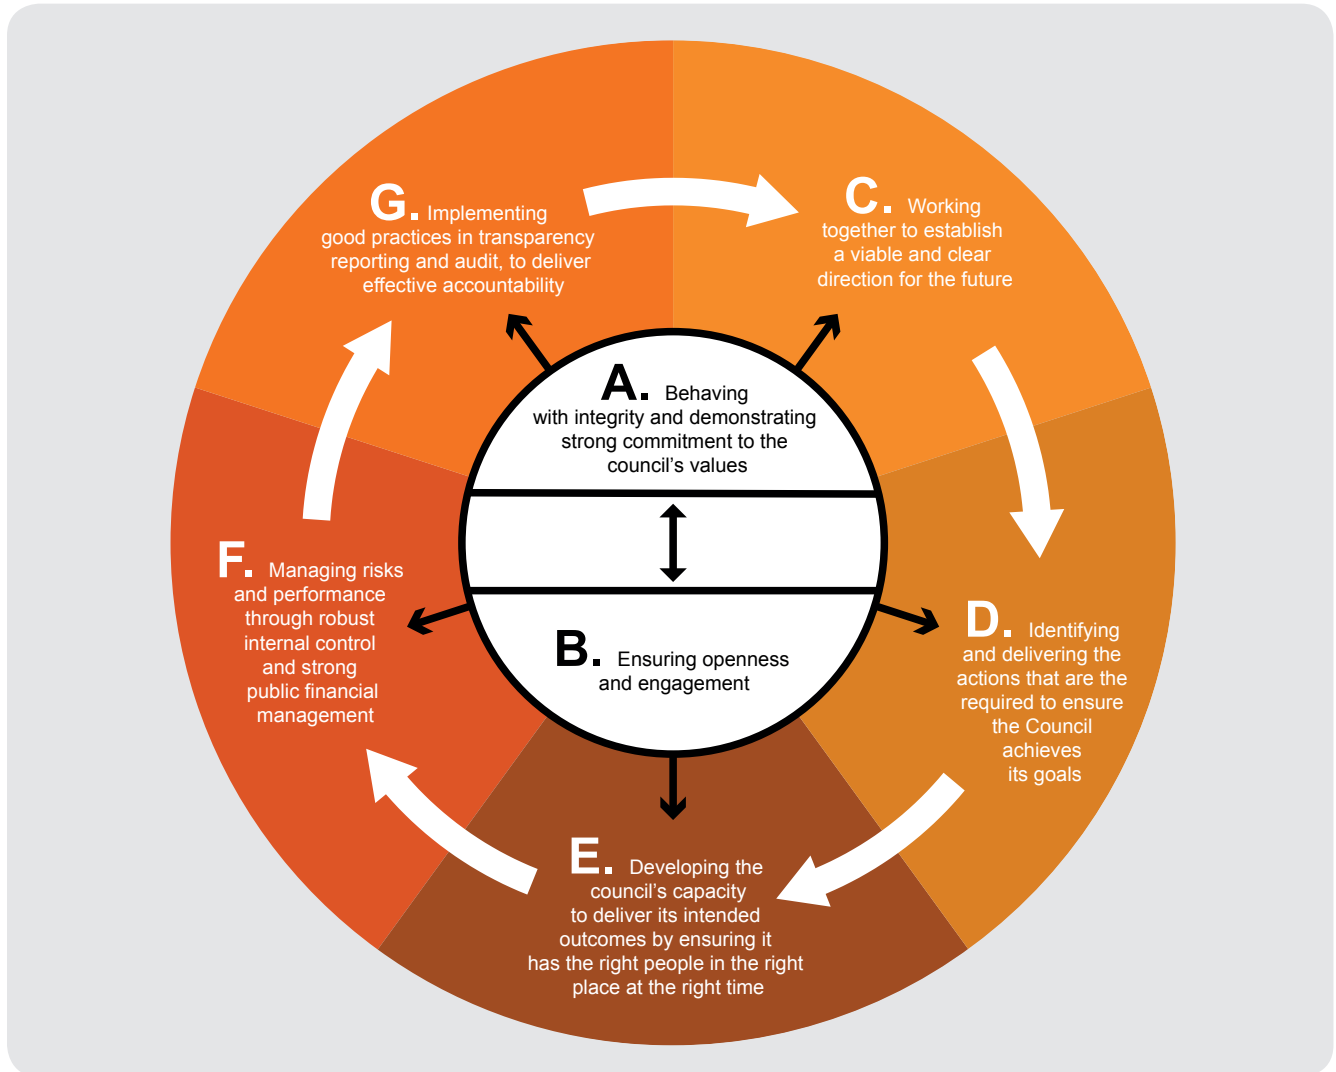 A. Behaving
with integrity and demonstrating
strong commitment to the
council’s values
B. Ensuring openness
and engagement
C. Working
together to establish
a viable and clear
direction for the future
D. Identifying
and delivering the
actions that are the
required to ensure
the Council
achieves
its goals
E. Developing the
council’s capacity
to deliver its intended
outcomes by ensuring it
has the right people in the right
place at the right time
F. Managing risks
and performance
through robust
internal control
and strong
public financial
management
G. Implementing
good practices in transparency
reporting and audit, to deliver
effective accountability